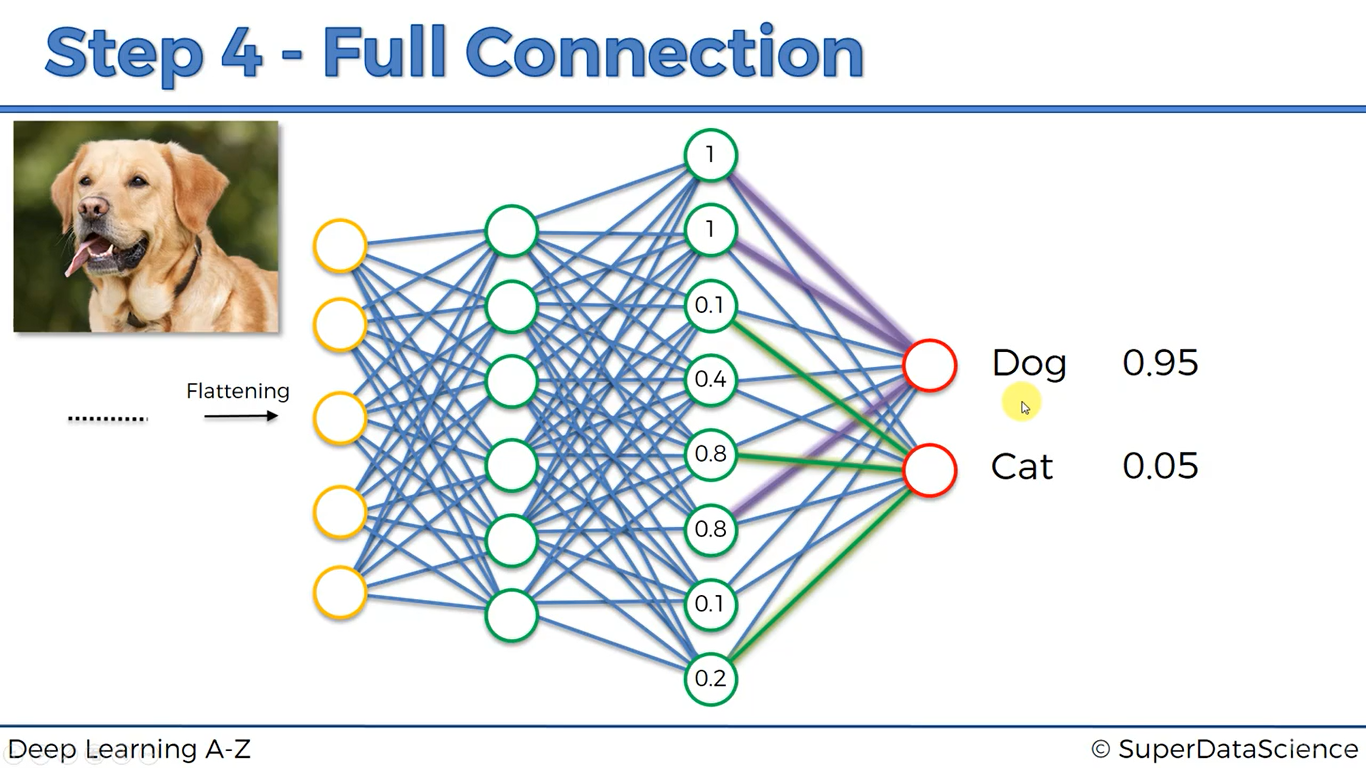 Step 4 - Full Connection
Flattening
1
1
0.1
0.4
0.8
0.8
0.1
0.2
Dog 0.95
Cat 0.05
Deep Learning A-Z
© SuperDataScience